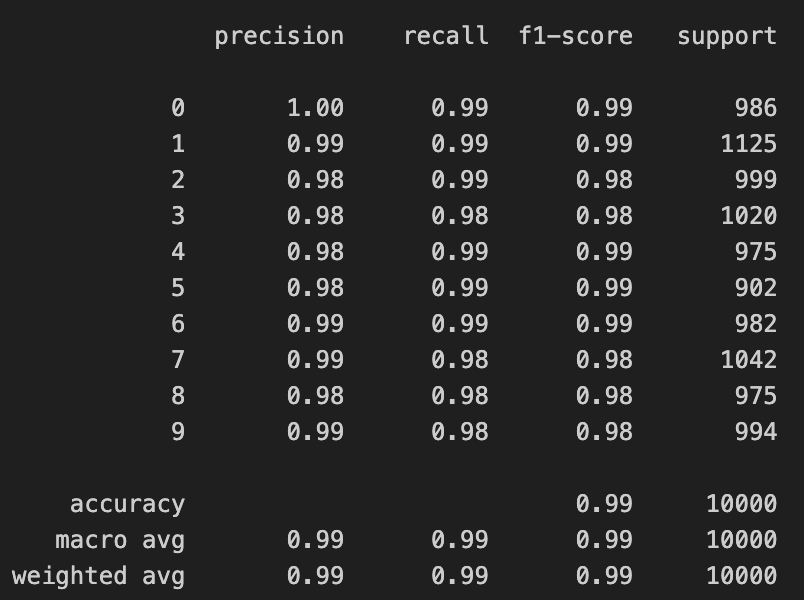 precision recall f1-score support
0 1.00 0.99 0.99 986
1 0.99 0.99 0.99 1125
2 0.98 0.99 0.98 999
3 0.98 0.98 0.98 1020
4 0.98 0.99 0.99 975
5 0.98 0.99 0.99 902
6 0.99 0.99 0.99 982
7 0.99 0.98 0.98 1042
8 0.98 0.98 0.98 975
9 0.99 0.98 0.98 994
accuracy 0.99 10000
macro avg 0.99 0.99 0.99 10000
weighted avg 0.99 0.99 0.99 10000